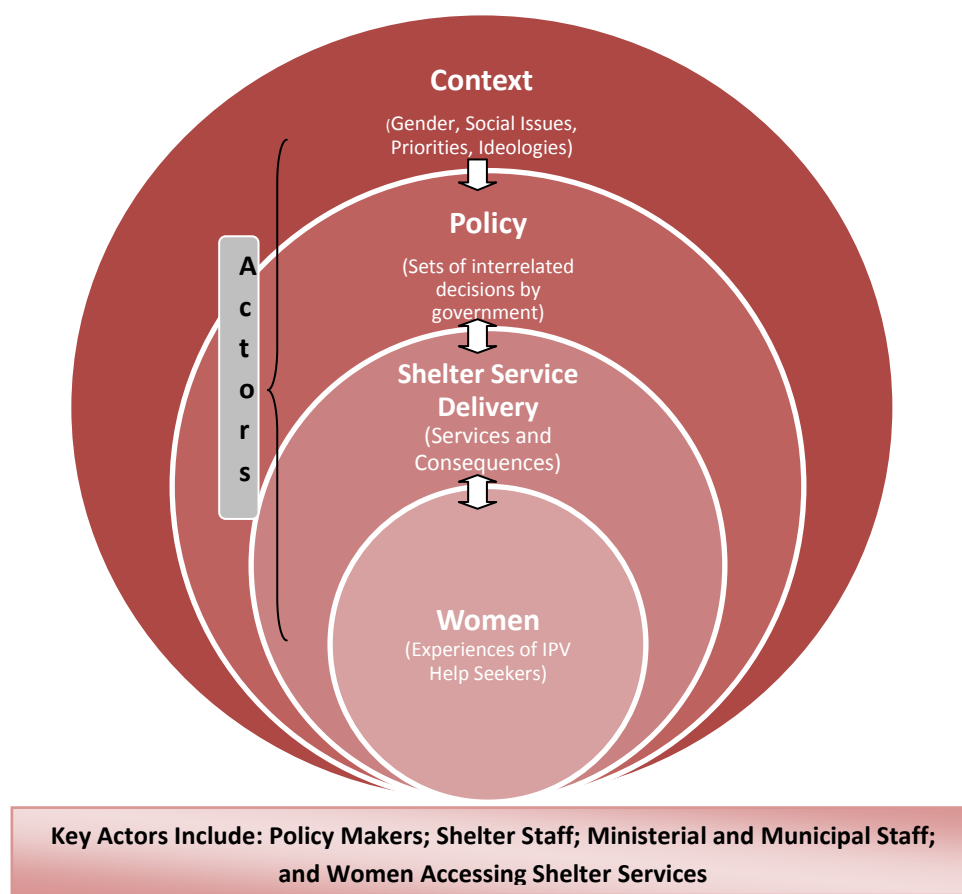 Context
(Gender, Social Issues,
Priorities, Ideologies)
Policy
(Sets of interrelated
decisions by
government)
Shelter Service
Delivery
(Services and
Consequences)
Women
(Experiences of IPV
Help Seekers)
A
c
t
o
r
s
Key Actors Include: Policy Makers; Shelter Staff; Ministerial and Municipal Staff;
and Women Accessing Shelter Services